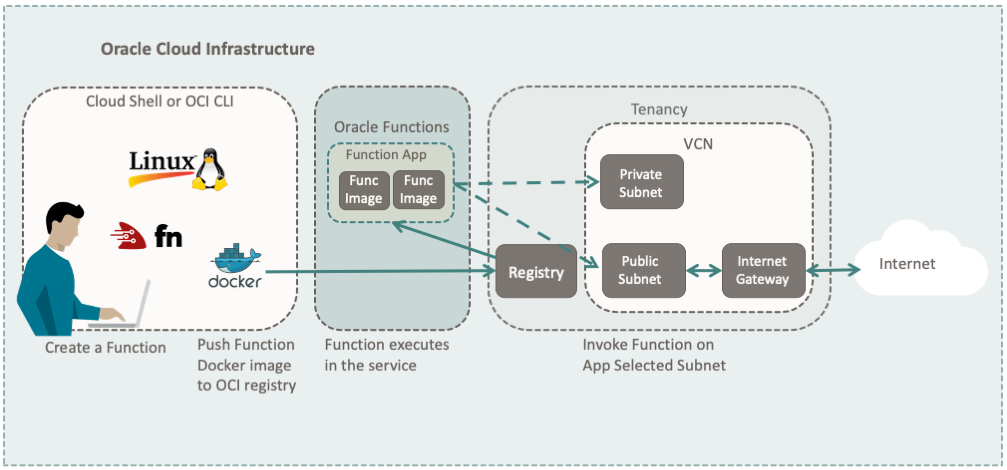 Oracle Cloud Infrastructure
Cloud Shell or OCI CLI
Linux
fn
docker
Create a Function
Push Function
Docker image
to OCI registry
Oracle Functions
Function App
Func
Image
Func
Image
Function executes
in the service
Tenancy
VCN
Private
Subnet
Registry
Public
Subnet
Internet
Gateway
Invoke Function on
App Selected Subnet
Internet